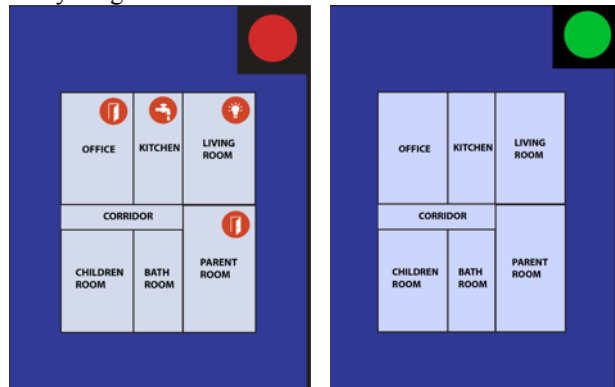 OFFICE
KITCHEN
LIVING
ROOM
CORRIDOR
CHILDREN
ROOM
BATH
ROOM
PARENT
ROOM
OFFICE
KITCHEN
LIVING
ROOM
CORRIDOR
CHILDREN
ROOM
BATH
ROOM
PARENT
ROOM